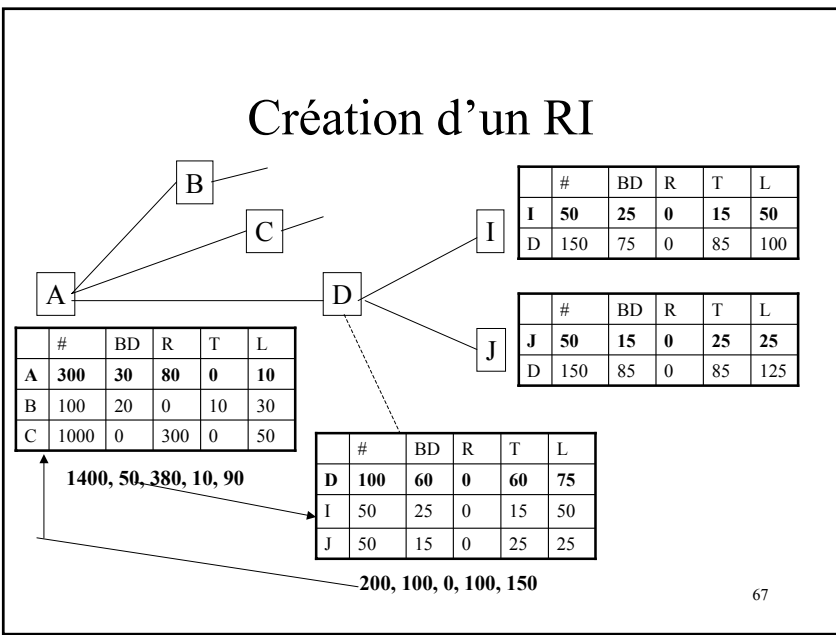 Création d'un RI
B
C
A
D
I
J
# BD R T L
I 50 25 0 15 50
D 150 75 0 85 100
# BD R T L
J 50 15 0 25 25
D 150 85 0 85 125
# BD R T L
A 300 30 80 0 10
B 100 20 0 10 30
C 1000 0 300 0 50
1400, 50, 380, 10, 90
# BD R T L
D 100 60 0 60 75
I 50 25 0 15 50
J 50 15 0 25 25
200, 100, 0, 100, 150
67